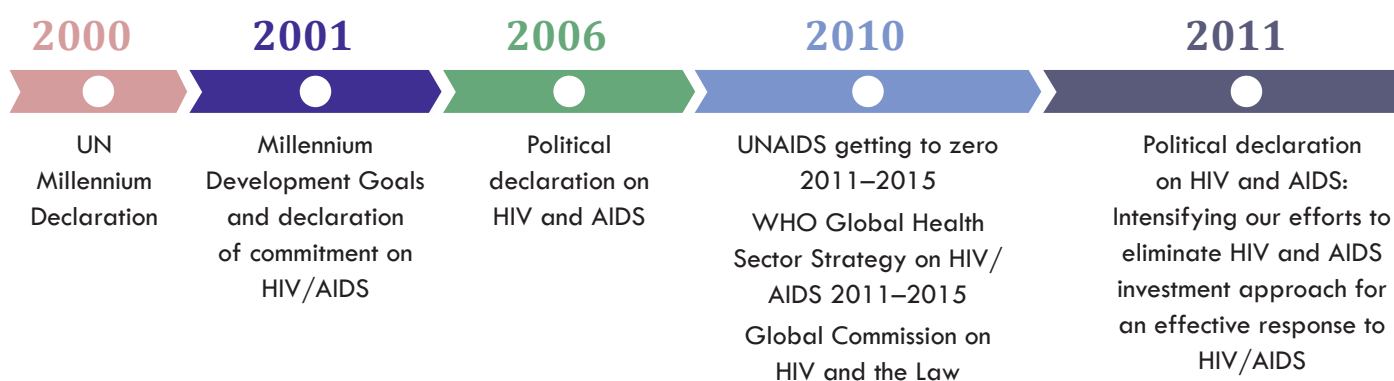 2000
UN
Millennium
Declaration
2001
Millennium
Development Goals
and declaration
of commitment on
HIV/AIDS
2006
Political
declaration on
HIV and AIDS
2010
UNAIDS getting to zero
2011–2015
WHO Global Health
Sector Strategy on HIV/
AIDS 2011–2015
Global Commission on
HIV and the Law
2011
Political declaration
on HIV and AIDS:
Intensifying our efforts to
eliminate HIV and AIDS
investment approach for
an effective response to
HIV/AIDS